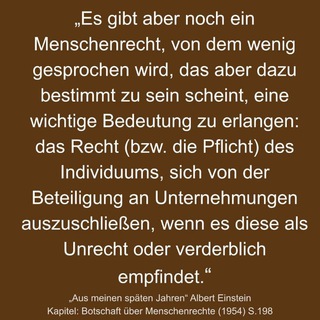 „Es gibt aber noch ein
Menschenrecht, von dem wenig
gesprochen wird, das aber dazu
bestimmt zu sein scheint, eine
wichtige Bedeutung zu erlangen:
das Recht (bzw. die Pflicht) des
Individuums, sich von der
Beteiligung an Unternehmungen
auszuschließen, wenn es diese als
Unrecht oder verderblich
empfindet.“
„Aus meinen späten Jahren“ Albert Einstein
Kapitel: Botschaft über Menschenrechte (1954) S.198